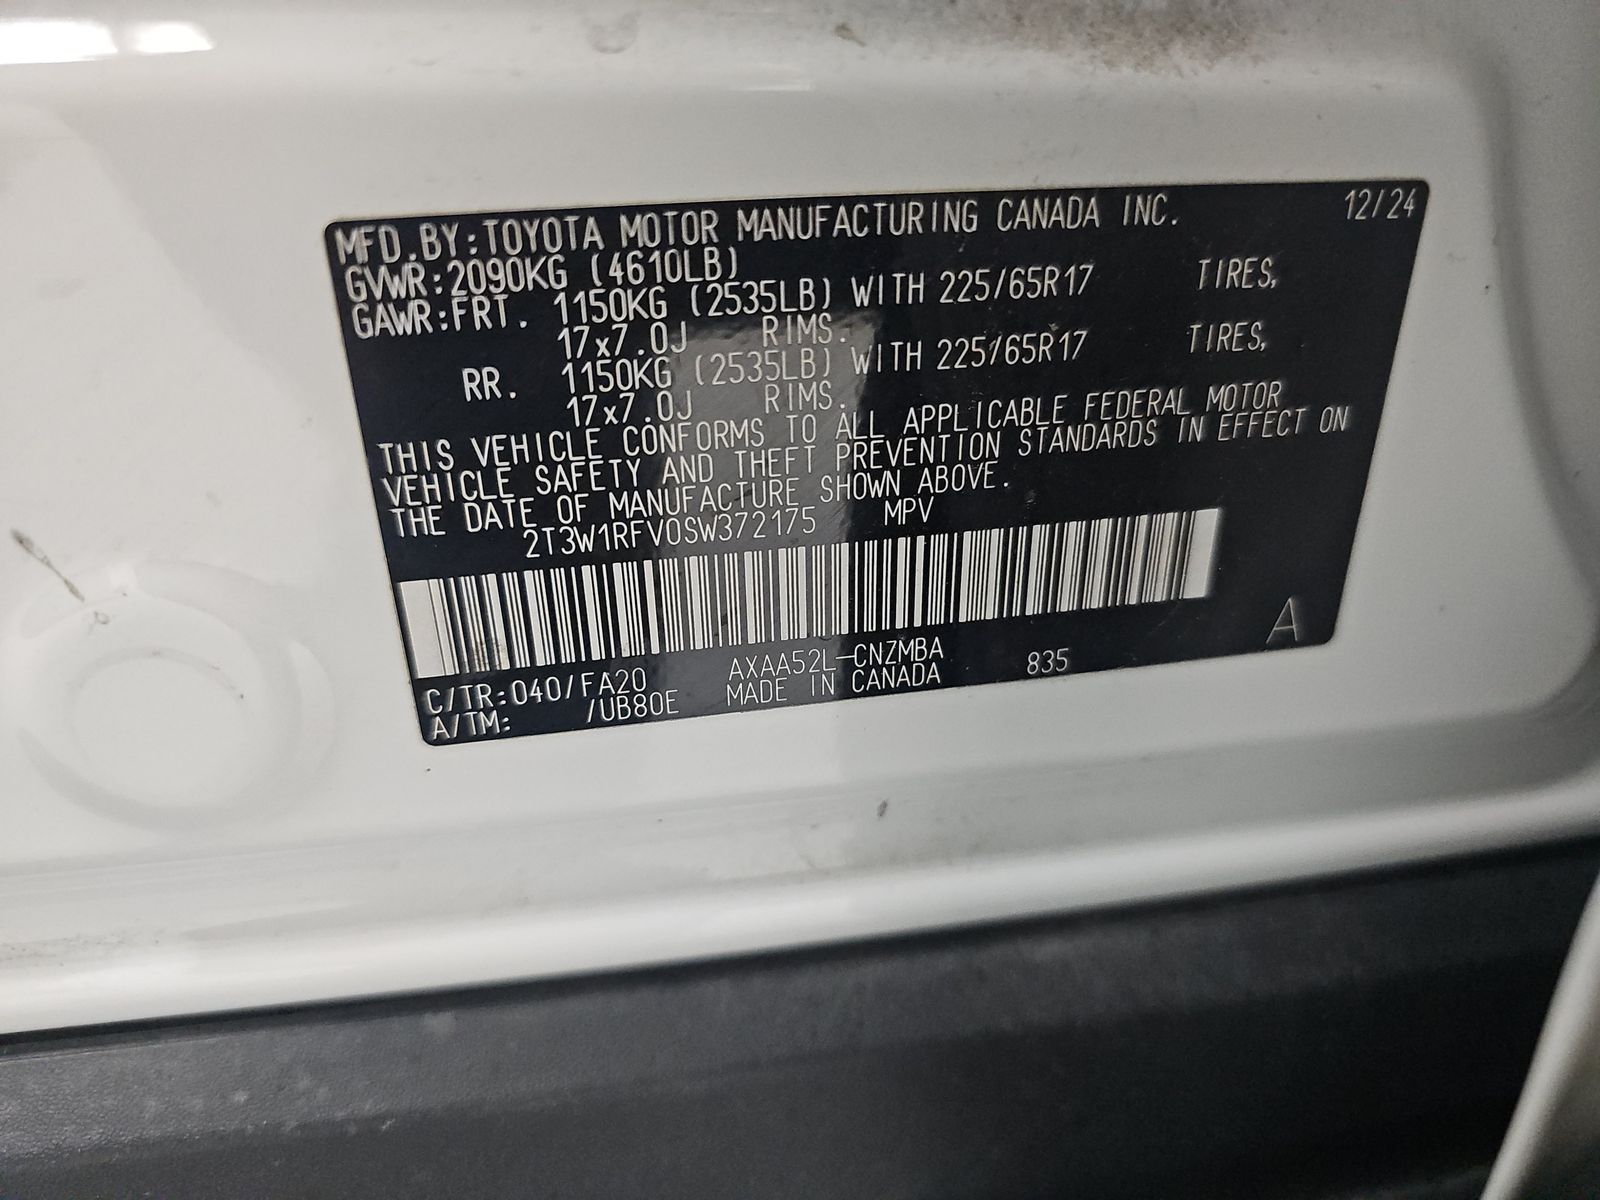 MFD.BY:TOYOTA MOTOR MANUFACTURING CANADA INC. 12/24
GVWR:2090KG (4610LB)
GAWR:FRT. 1150KG (2535LB) WITH 225/65R17 TIRES,
17x7.0J RIMS.
RR. 1150KG (2535LB) WITH 225/65R17 TIRES,
17x7.0J RIMS.
THIS VEHICLE CONFORMS TO ALL APPLICABLE FEDERAL MOTOR
VEHICLE SAFETY AND THEFT PREVENTION STANDARDS IN EFFECT ON
THE DATE OF MANUFACTURE SHOWN ABOVE.
2T3W1RFV0SW372175 MPV
C/TR:040/FA20 AXAA52L-CNZMBA 835 A
A/TM: /UB80E MADE IN CANADA